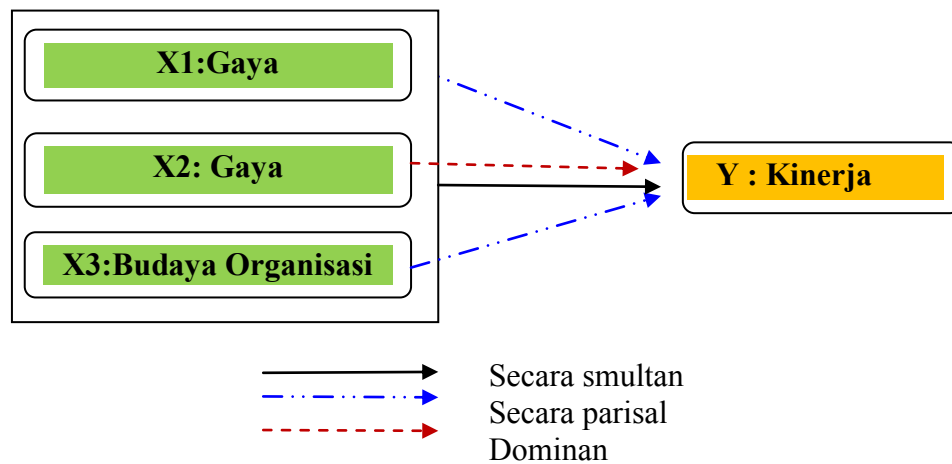 X1:Gaya
X2: Gaya
X3:Budaya Organisasi
Y : Kinerja
Secara smultan
Secara parisal
Dominan